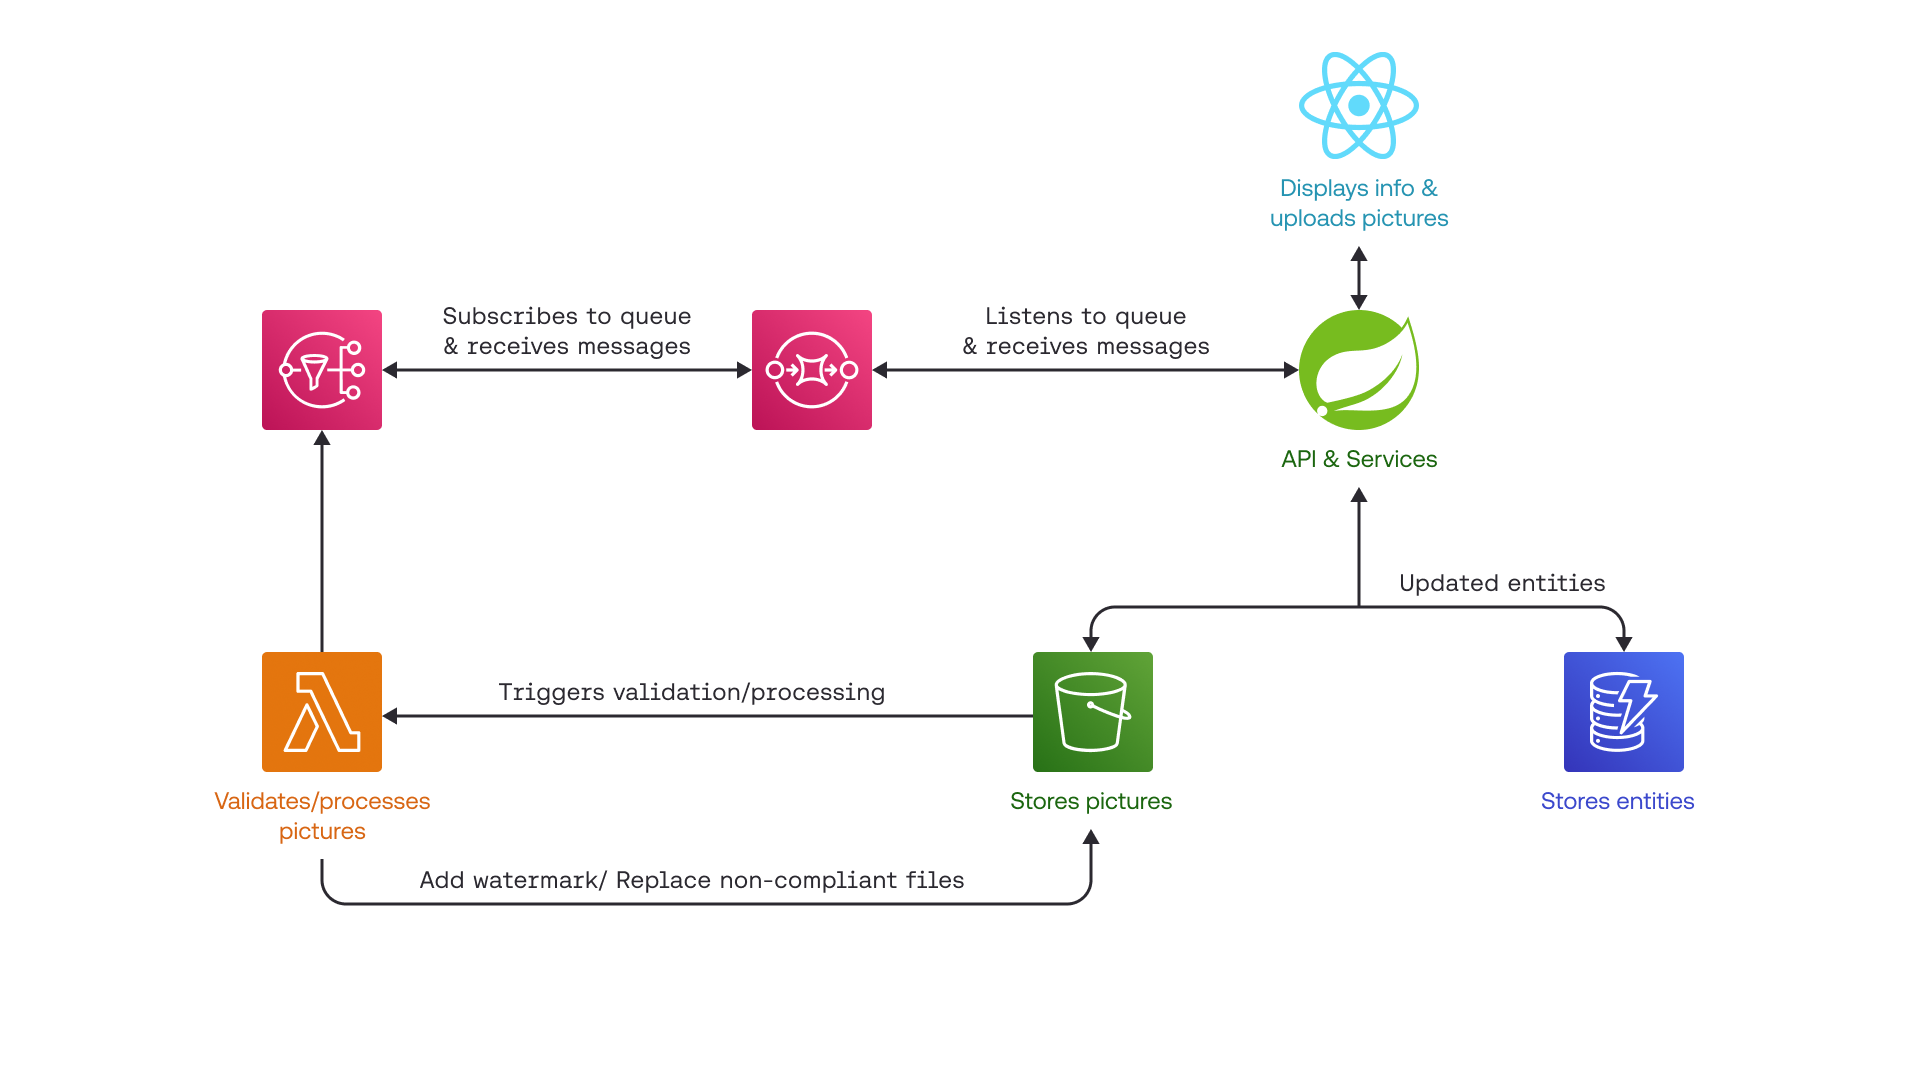 Displays info &
uploads pictures
Subscribes to queue
& receives messages
Listens to queue
& receives messages
API & Services
Updated entities
Triggers validation/processing
Validates/processes
pictures
Stores pictures
Stores entities
Add watermark/ Replace non-compliant files